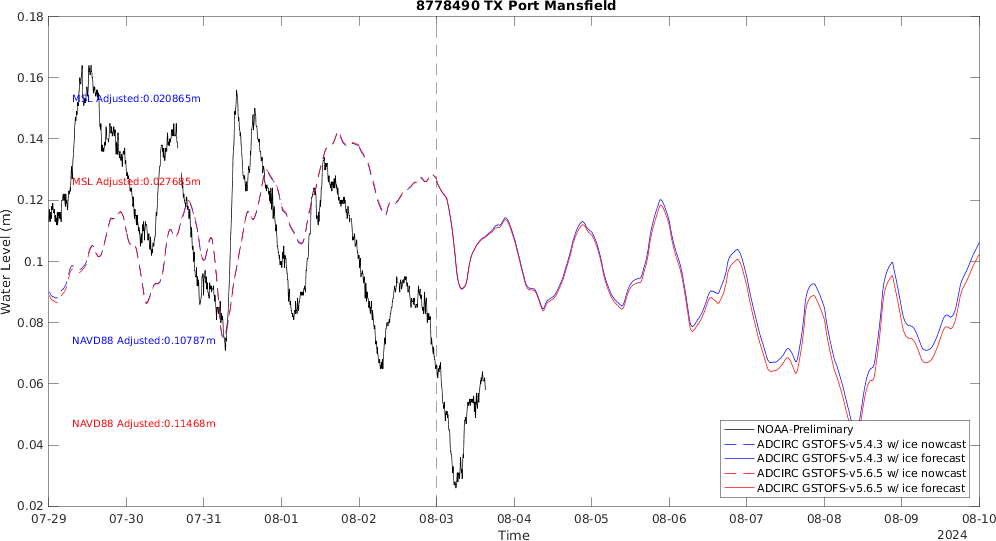 8778490 TX Port Mansfield
0.18
0.16
0.14
0.12
0.1
0.08
0.06
0.04
0.02
Water Level (m)
MSL Adjusted:0.020865m
MSL Adjusted:0.027685m
NAVD88 Adjusted:0.10787m
NAVD88 Adjusted:0.11468m
NOAA-Preliminary
ADCIRC GSTOFS-v5.4.3 w/ ice nowcast
ADCIRC GSTOFS-v5.4.3 w/ ice forecast
ADCIRC GSTOFS-v5.6.5 w/ ice nowcast
ADCIRC GSTOFS-v5.6.5 w/ ice forecast
07-29 07-30 07-31 08-01 08-02 08-03 08-04 08-05 08-06 08-07 08-08 08-09 08-10
Time
2024